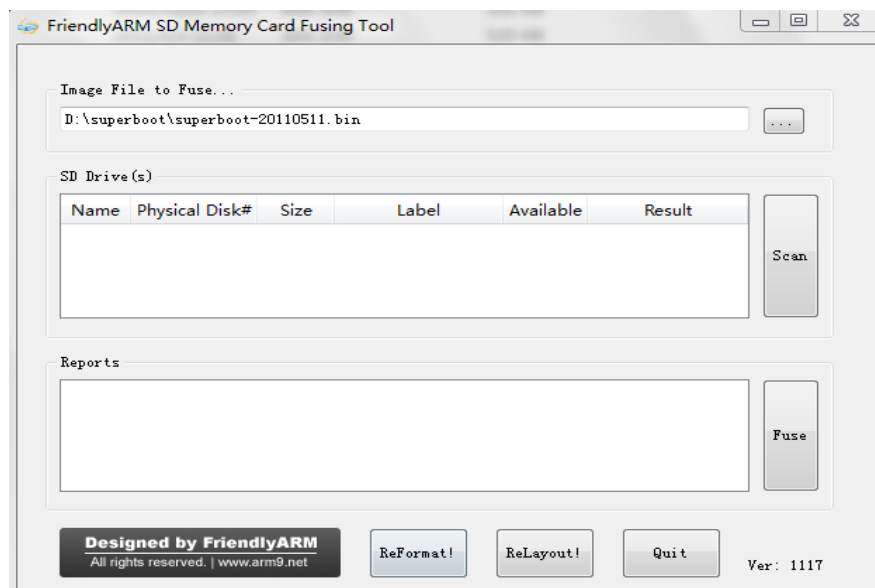 FriendlyARM SD Memory Card Fusing Tool
Image File to Fuse...
D:\superboot\superboot-20110511.bin
...
SD Drive(s)
Name Physical Disk# Size Label Available Result
Scan
Reports
Fuse
Designed by FriendlyARM
All rights reserved. | www.arm9.net
ReFormat! ReLayout! Quit Ver: 1117